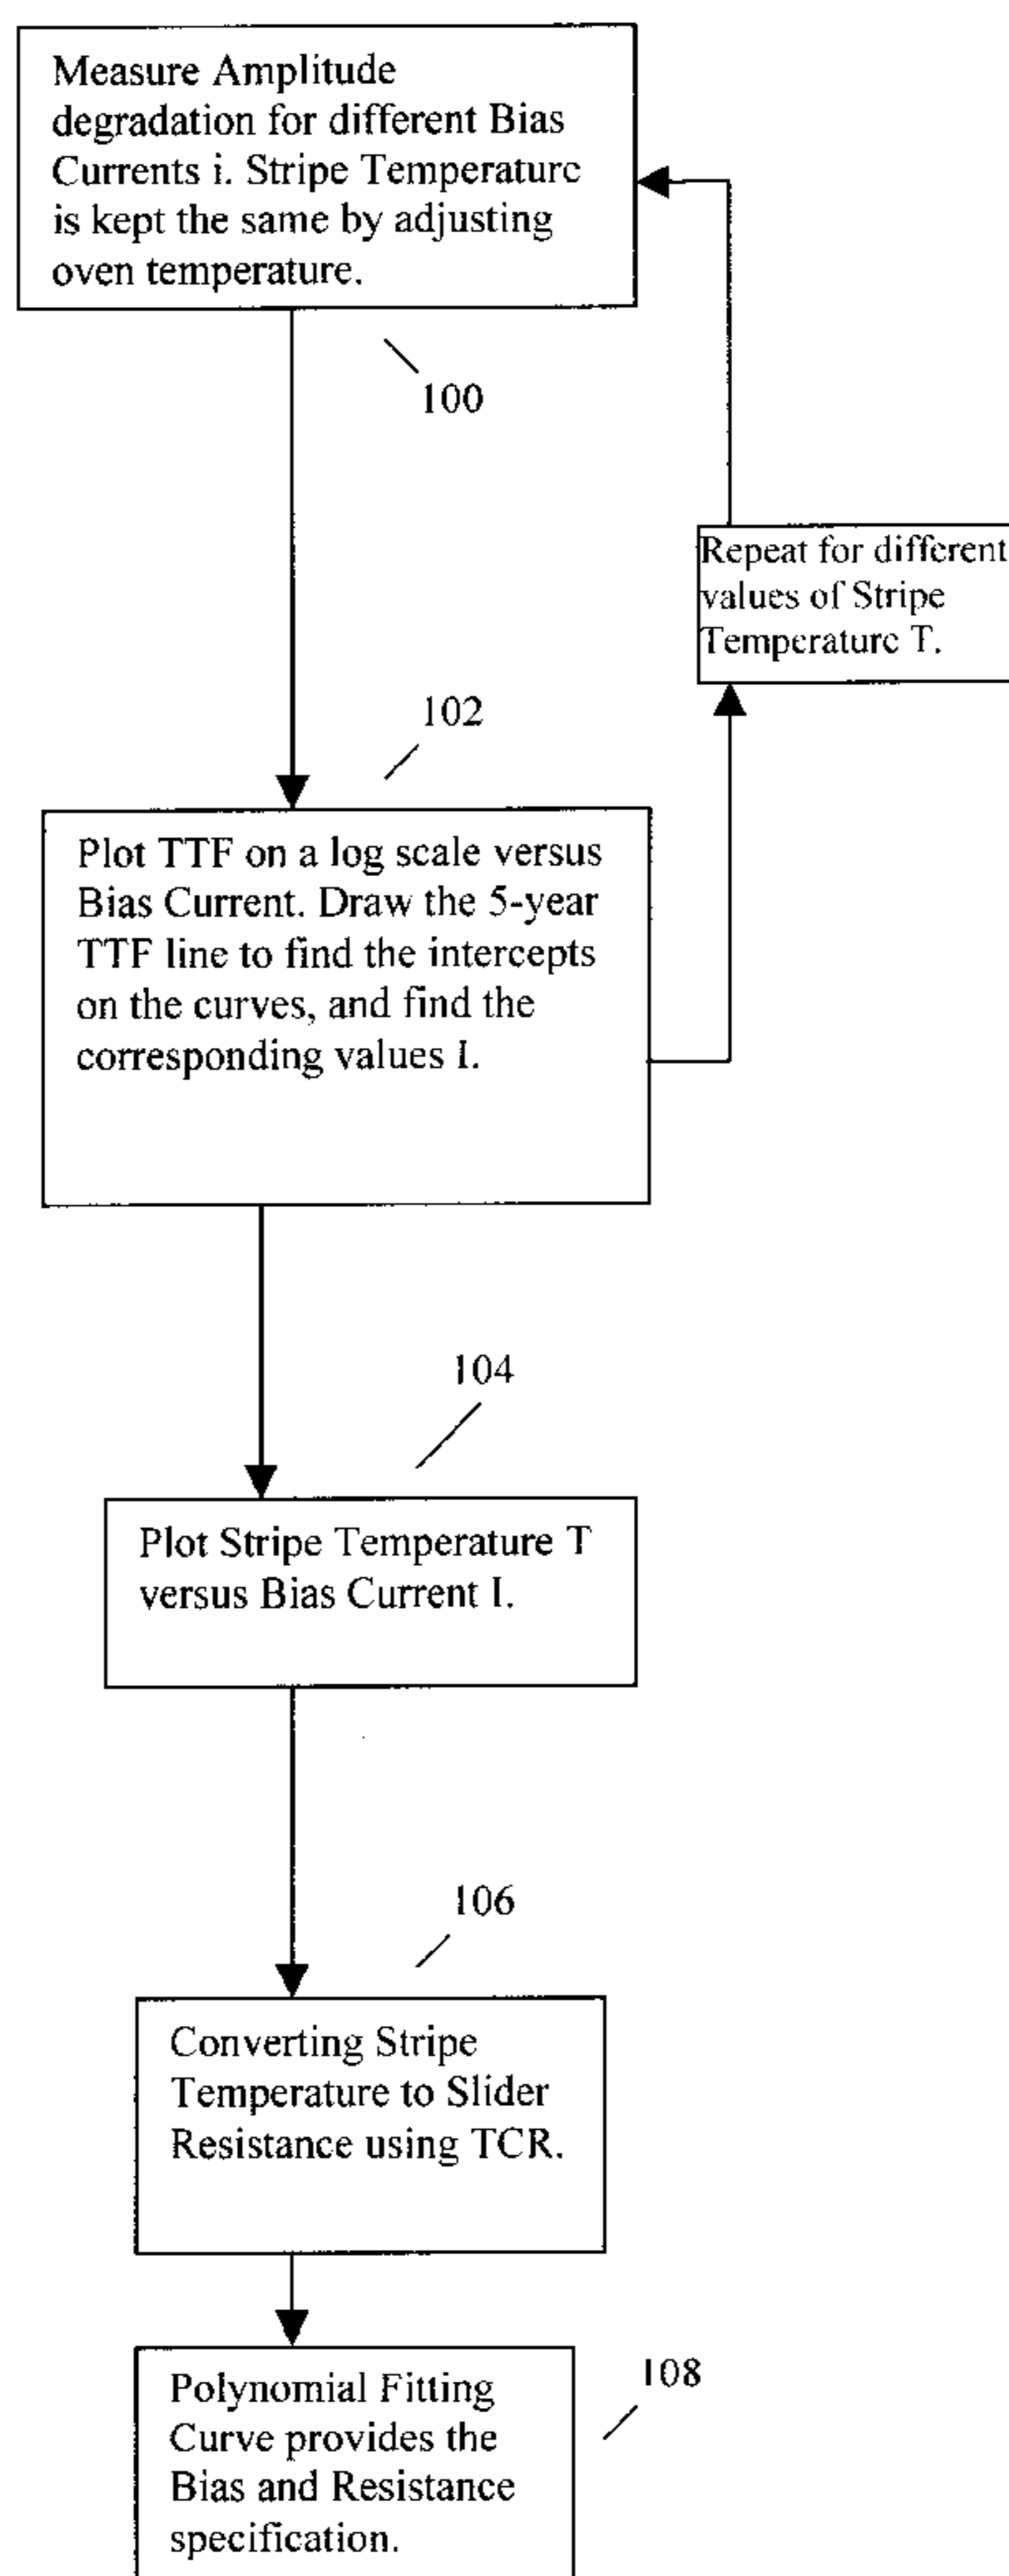 Measure Amplitude
degradation for different Bias
Currents i. Stripe Temperature
is kept the same by adjusting
oven temperature.
100
Repeat for different
values of Stripe
Temperature T.
102
Plot TTF on a log scale versus
Bias Current. Draw the 5-year
TTF line to find the intercepts
on the curves, and find the
corresponding values I.
104
Plot Stripe Temperature T
versus Bias Current I.
106
Converting Stripe
Temperature to Slider
Resistance using TCR.
108
Polynomial Fitting
Curve provides the
Bias and Resistance
specification.